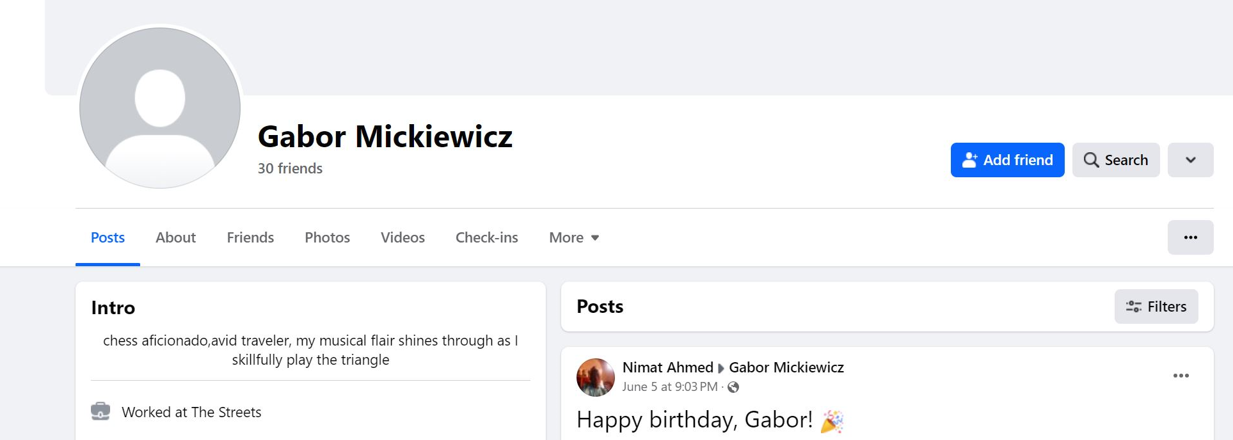 Gabor Mickiewicz
30 friends
Add friend
Search
Posts
About
Friends
Photos
Videos
Check-ins
More
Intro
chess aficionado,avid traveler, my musical flair shines through as I
skillfully play the triangle
Worked at The Streets
Posts
Filters
Nimat Ahmed Gabor Mickiewicz
June 5 at 9:03 PM ·
Happy birthday, Gabor! 🎉